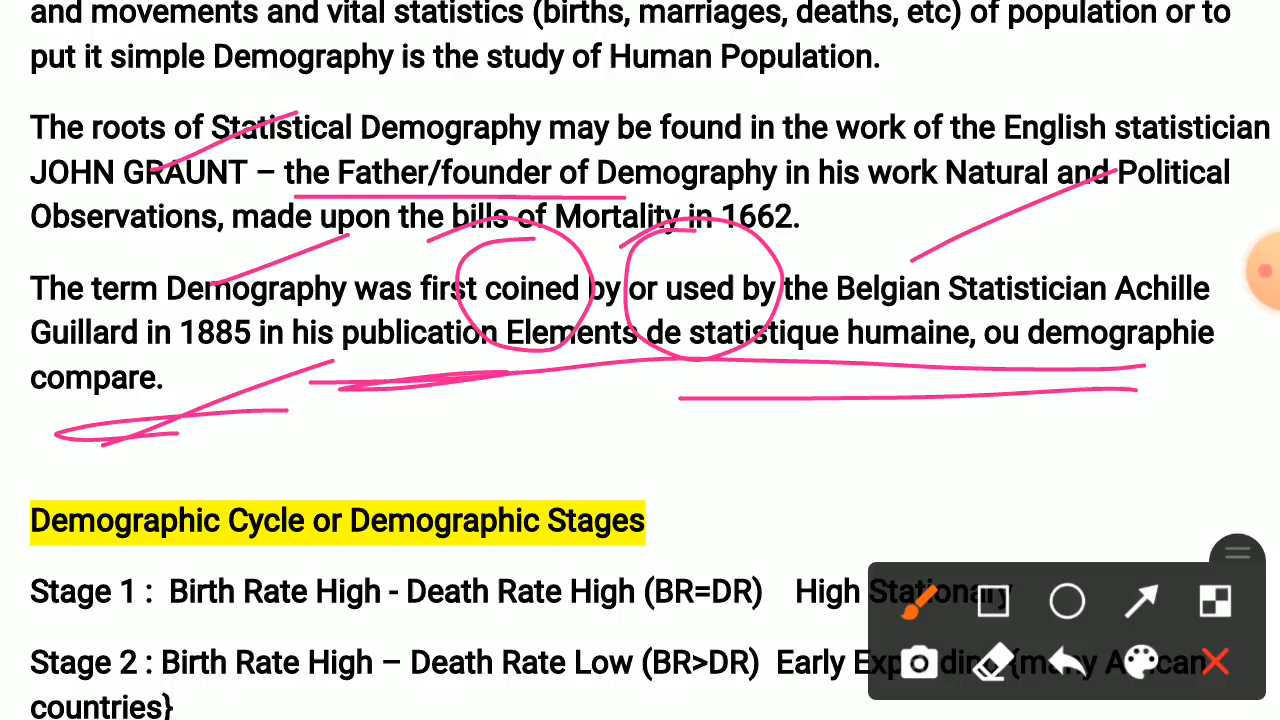 and movements and vital statistics (births, marriages, deaths, etc) of population or to
put it simple Demography is the study of Human Population.
The roots of Statistical Demography may be found in the work of the English statistician
JOHN GRAUNT – the Father/founder of Demography in his work Natural and Political
Observations, made upon the bills of Mortality in 1662.
The term Demography was first coined by or used by the Belgian Statistician Achille
Guillard in 1885 in his publication Elements de statistique humaine, ou demographie
compare.
Demographic Cycle or Demographic Stages
Stage 1 : Birth Rate High - Death Rate High (BR=DR) High Stationary
Stage 2 : Birth Rate High – Death Rate Low (BR>DR) Early Expanding {many African
countries}